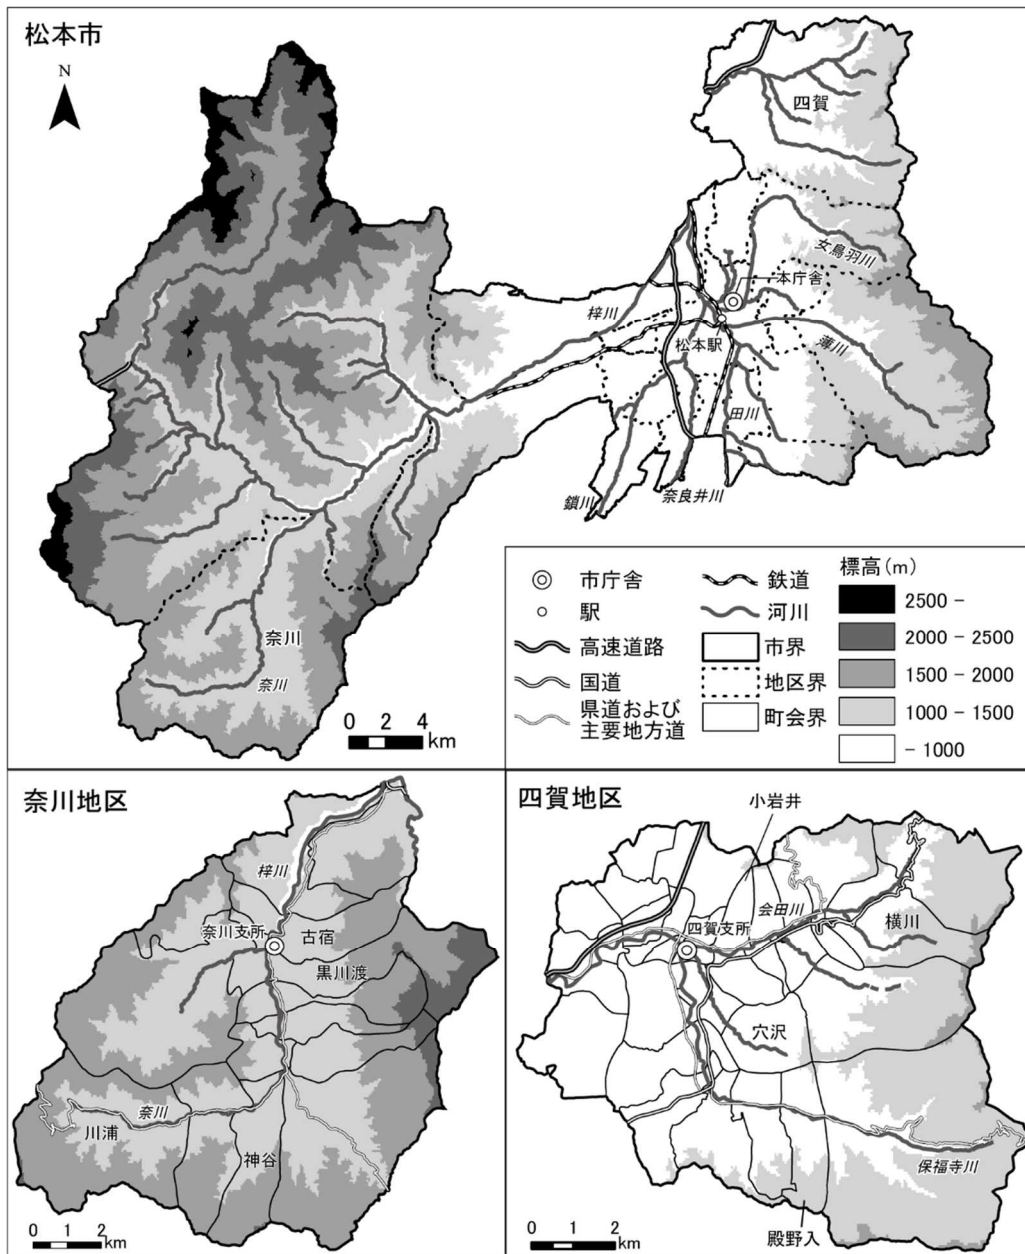 松本市
N
四賀
女鳥羽川
本庁舎
梓川
松本駅
薄川
田川
鎖川
奈良井川
奈川
奈川
0 2 4
km
市庁舎
駅
高速道路
国道
県道および
主要地方道
鉄道
河川
市界
地区界
町会界
標高(m)
2500 -
2000 - 2500
1500 - 2000
1000 - 1500
- 1000
奈川地区
梓川
奈川支所
古宿
黒川渡
奈川
川浦
神谷
0 1 2
km
四賀地区
小岩井
会田川
四賀支所
横川
穴沢
保福寺川
殿野入
0 1 2
km